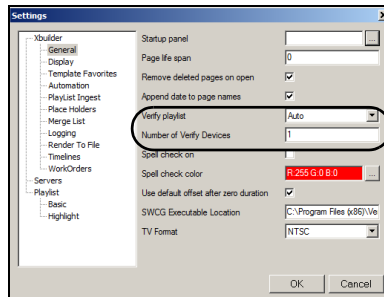 Settings
X
Xbuilder
General
Display
Template Favorites
Automation
PlayList Ingest
Place Holders
Merge List
Logging
Render To File
Timelines
WorkOrders
Servers
Playlist
Basic
Highlight
Startup panel ...
Page life span 0
Remove deleted pages on open
Append date to page names
Verify playlist Auto
Number of Verify Devices 1
Spell check on
Spell check color R:255 G:0 B:0 ...
Use default offset after zero duration
SWCG Executable Location C:\Program Files (x86)\Ve
TV Format NTSC
OK Cancel